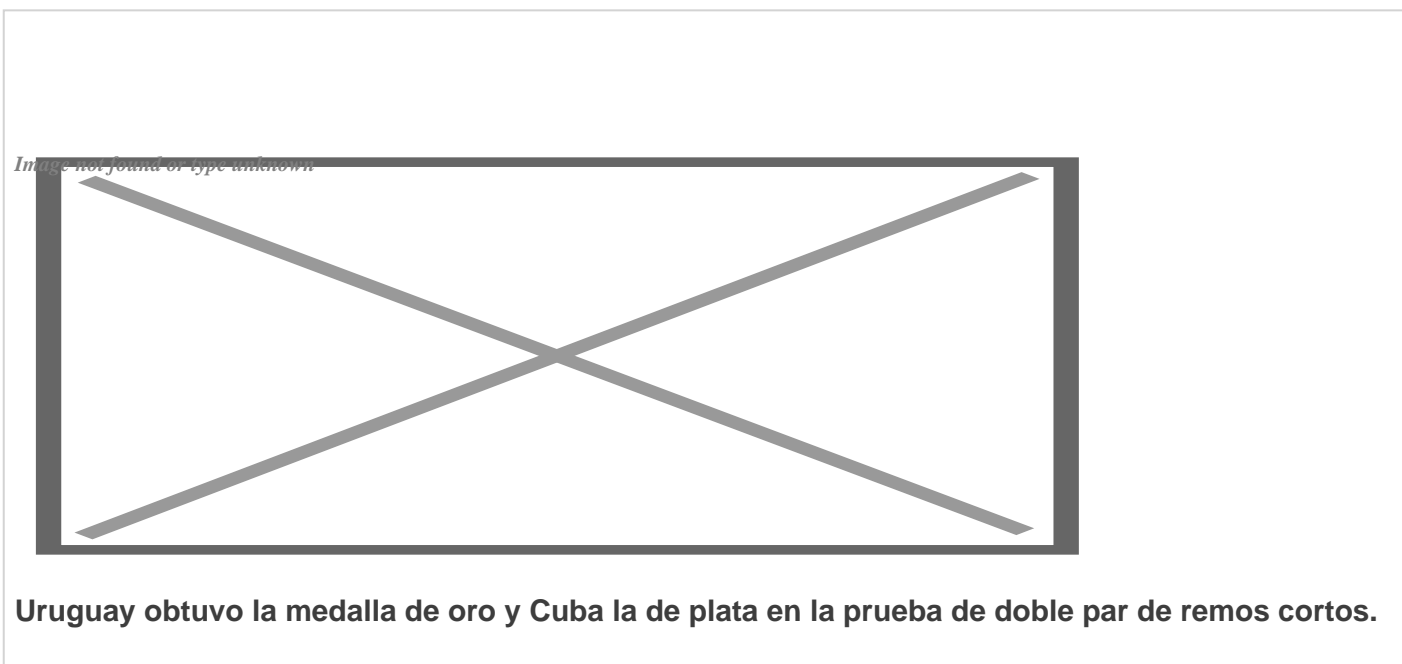 Image not found or type unknown
Uruguay obtuvo la medalla de oro y Cuba la de plata en la prueba de doble par de remos cortos.